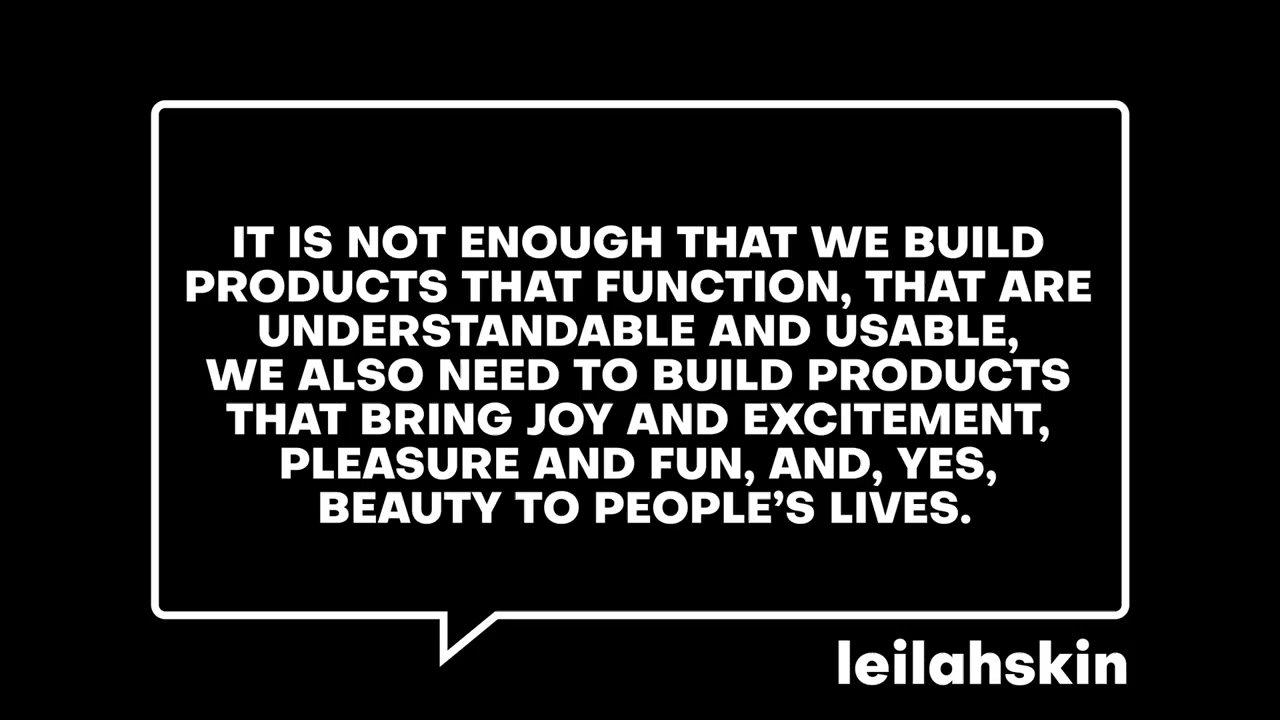 IT IS NOT ENOUGH THAT WE BUILD
PRODUCTS THAT FUNCTION, THAT ARE
UNDERSTANDABLE AND USABLE,
WE ALSO NEED TO BUILD PRODUCTS
THAT BRING JOY AND EXCITEMENT,
PLEASURE AND FUN, AND, YES,
BEAUTY TO PEOPLE’S LIVES.
leilahskin